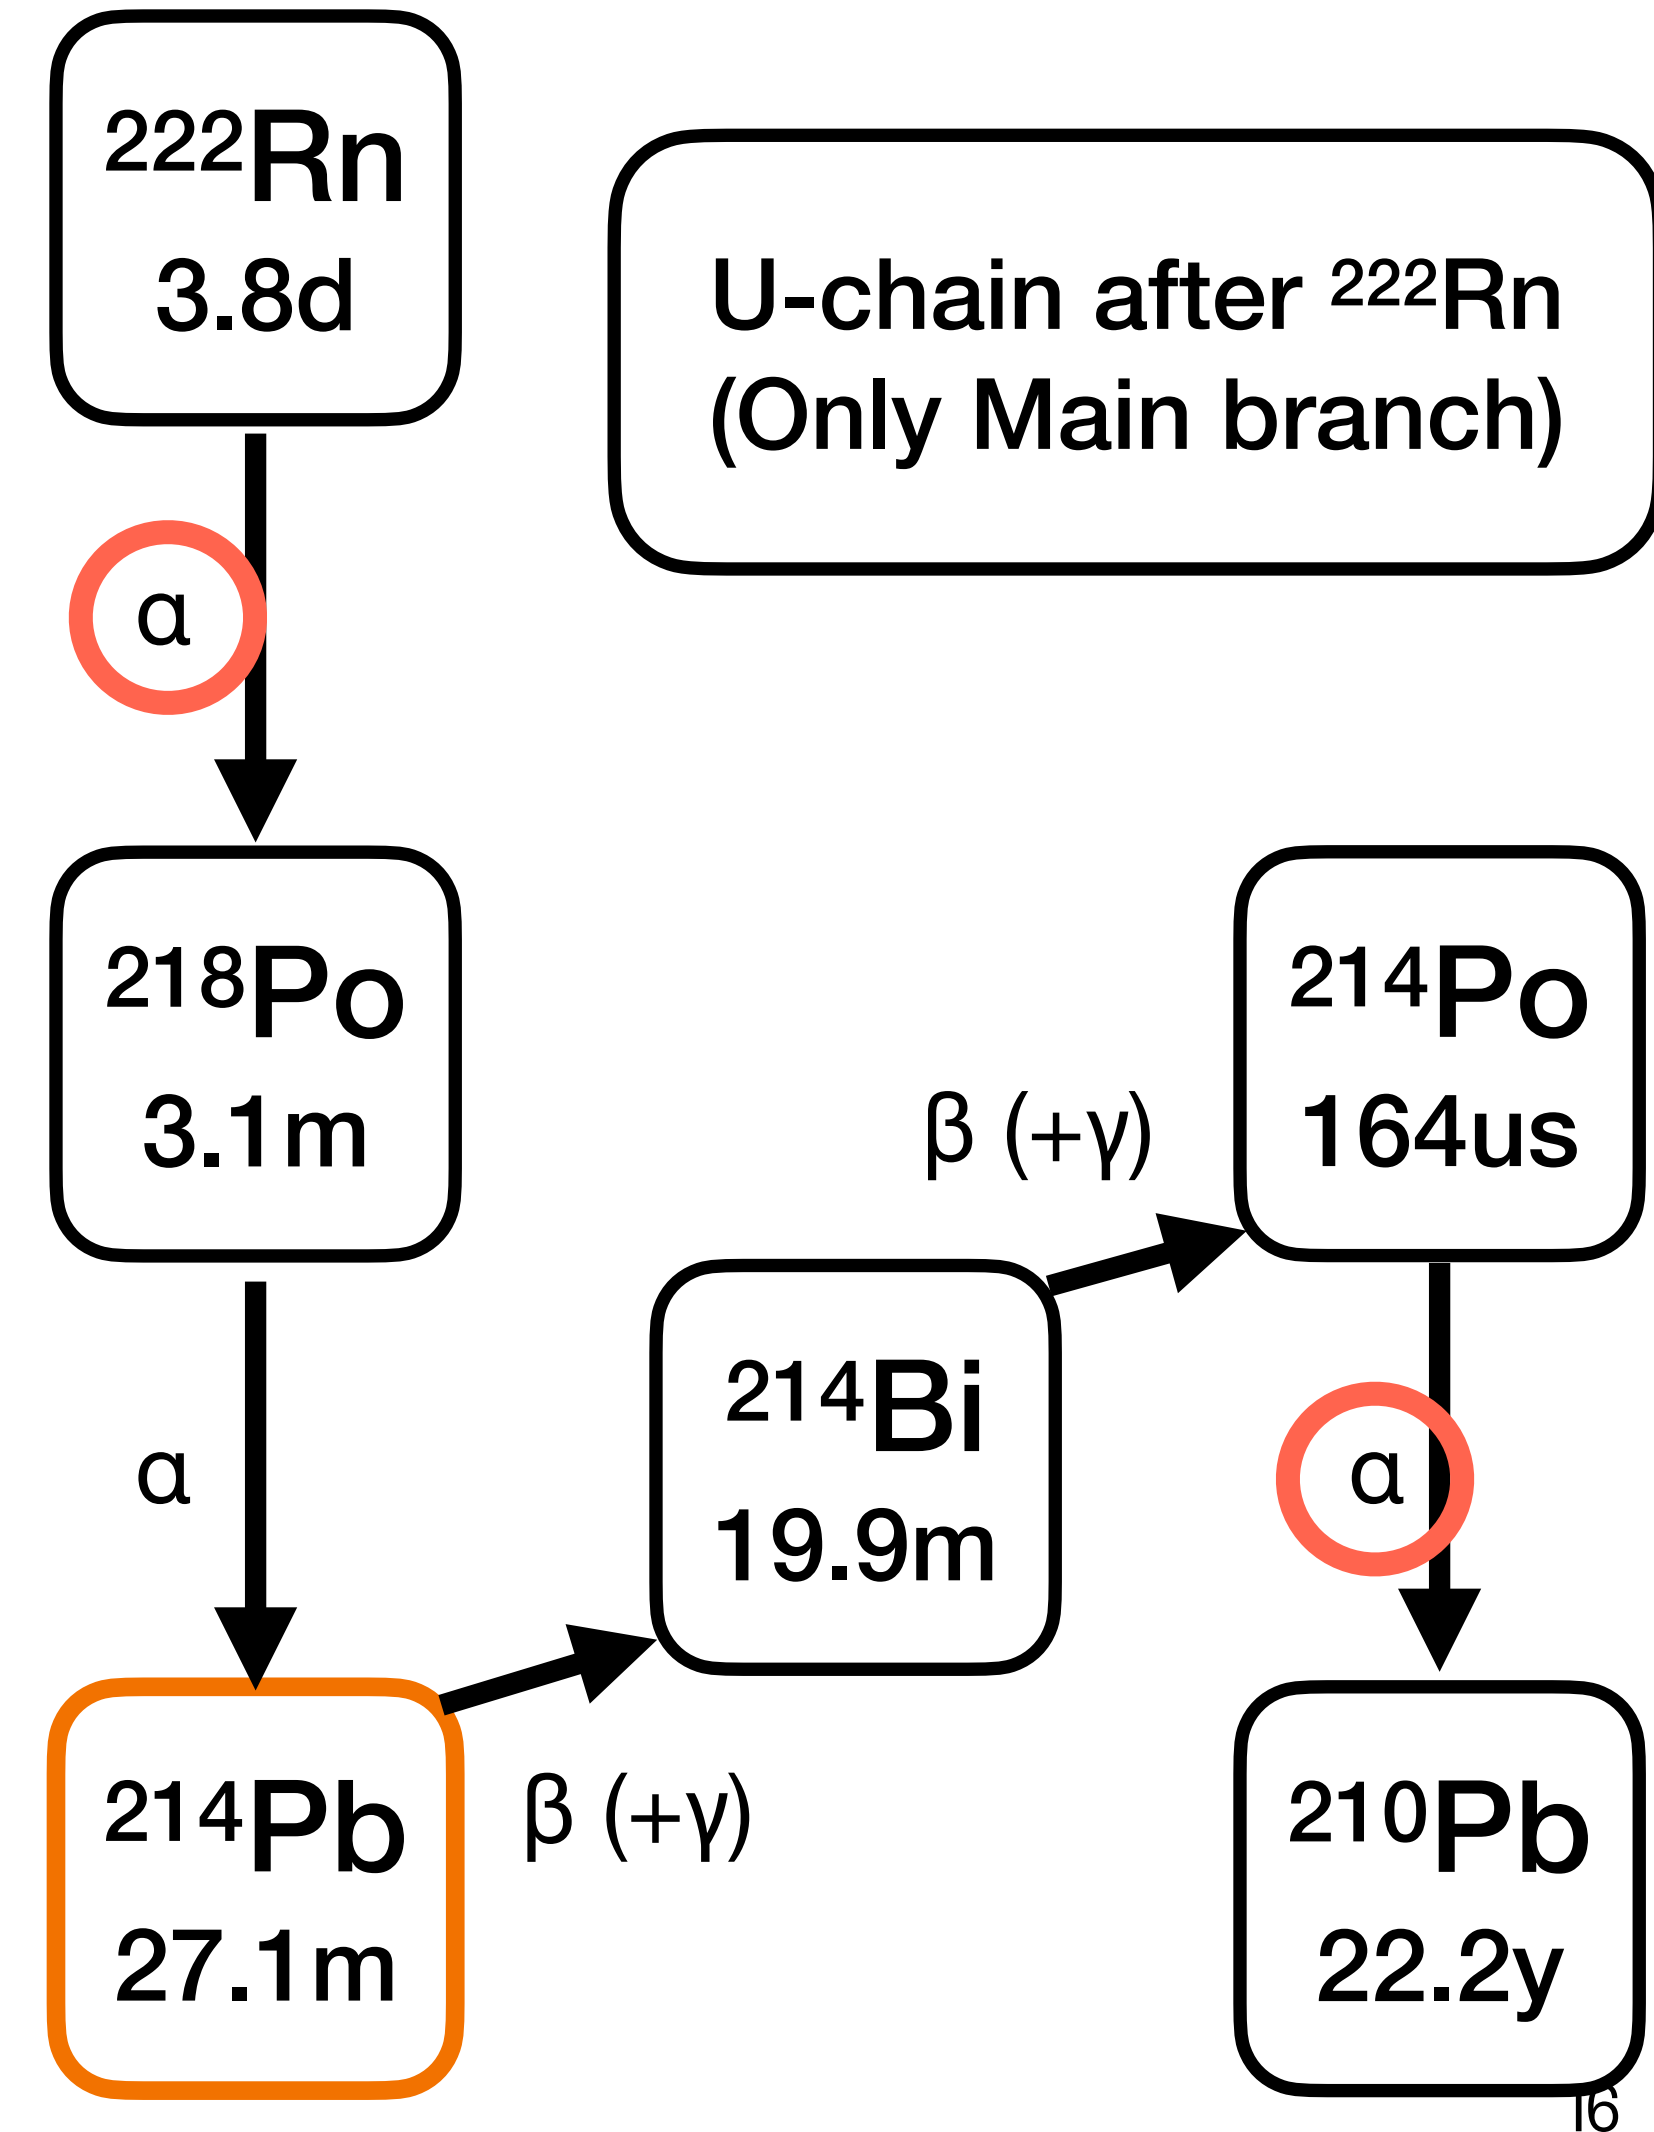 ²²²Rn
3.8d
U-chain after ²²²Rn
(Only Main branch)
α
²¹⁸Po
3.1m
α
²¹⁴Pb
27.1m
β (+γ)
²¹⁴Bi
19.9m
β (+γ)
²¹⁴Po
164us
α
²¹⁰Pb
22.2y
16